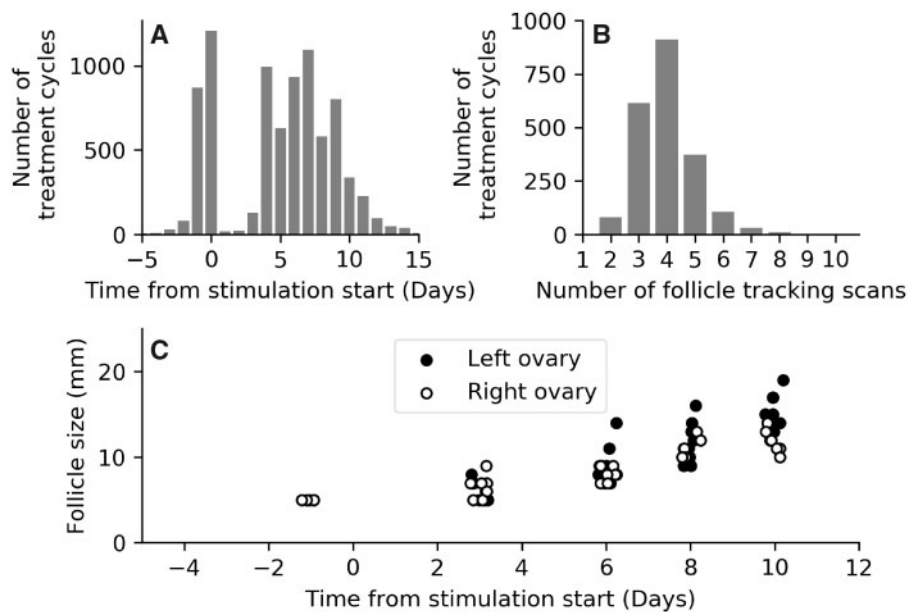 A
Number of
treatment cycles
1000
500
0
−5
0
5
10
15
Time from stimulation start (Days)
B
Number of
treatment cycles
1000
750
500
250
0
1
2
3
4
5
6
7
8
9
10
Number of follicle tracking scans
C
Left ovary
Right ovary
Follicle size (mm)
20
10
0
−4
−2
0
2
4
6
8
10
12
Time from stimulation start (Days)